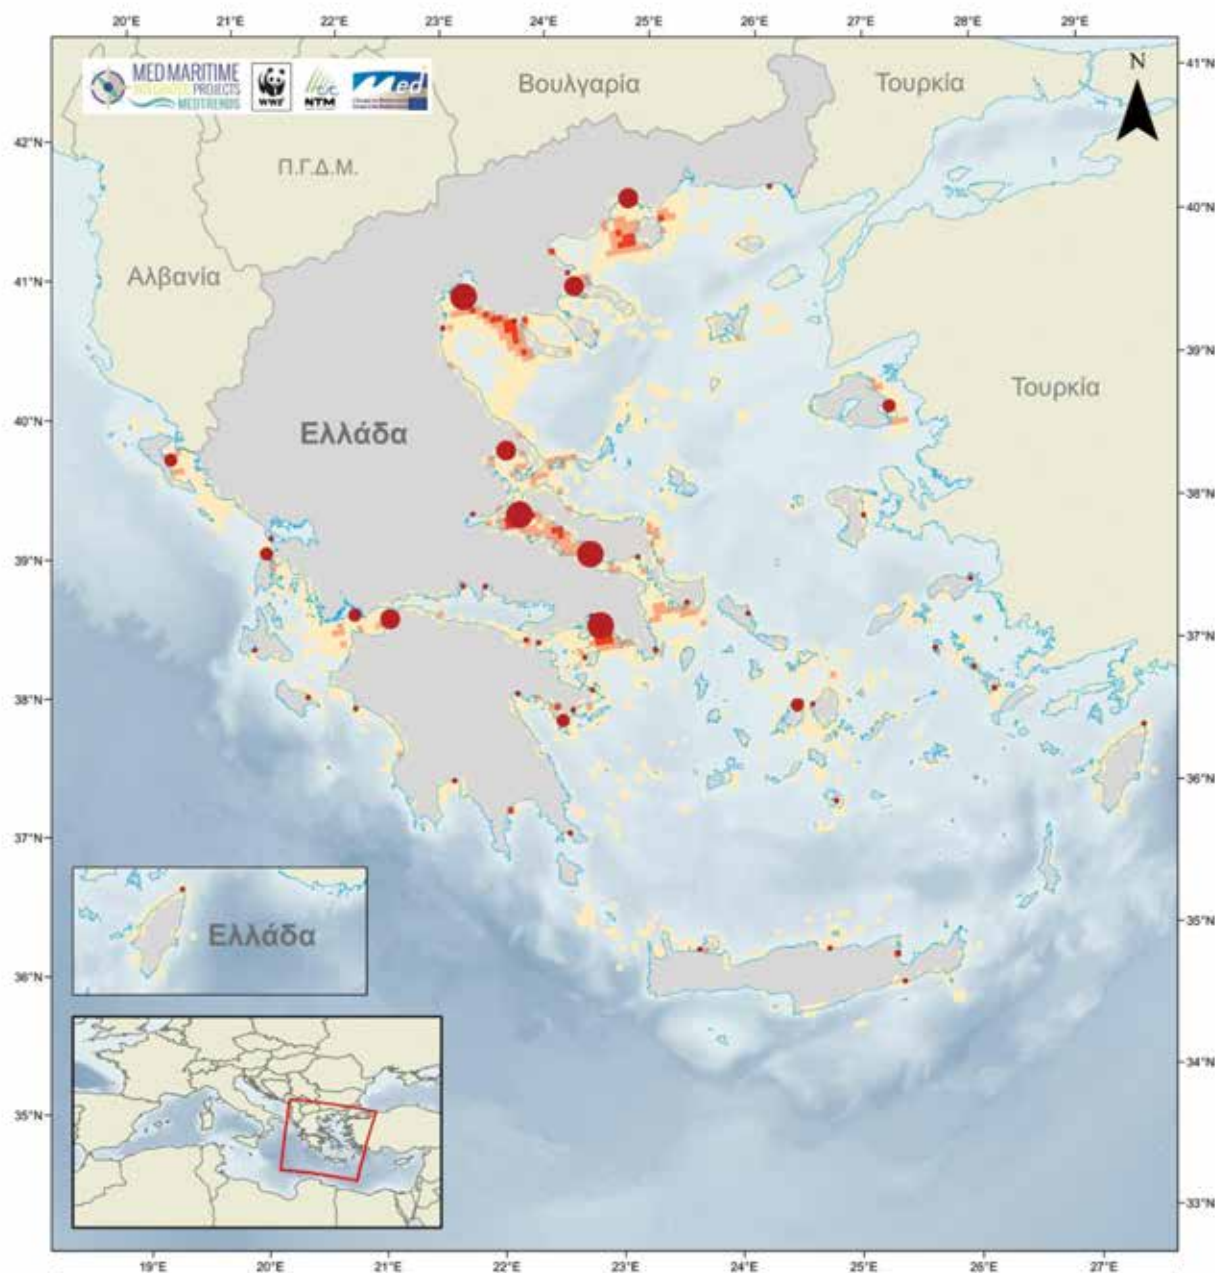 20°E 21°E 22°E 23°E 24°E 25°E 26°E 27°E 28°E 29°E
MED MARITIME
INTEGRATED PROJECTS
MEDTRENDS
WWF
NTM
Med
N
41°N
Βουλγαρία
Τουρκία
42°N
Π.Γ.Δ.Μ.
40°N
Αλβανία
41°N
39°N
Τουρκία
40°N
Ελλάδα
38°N
39°N
37°N
38°N
36°N
37°N
35°N
Ελλάδα
36°N
34°N
35°N
33°N
19°E 20°E 21°E 22°E 23°E 24°E 25°E 26°E 27°E